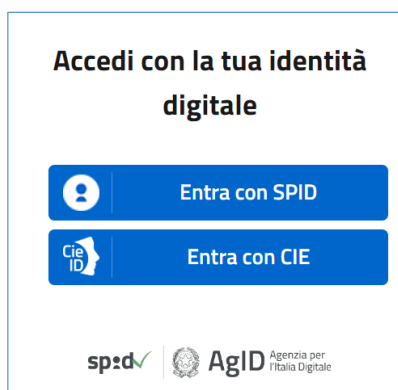 Accedi con la tua identità
digitale
Entra con SPID
Cie
ID
Entra con CIE
sp:d
AgID
Agenzia per
l'Italia Digitale